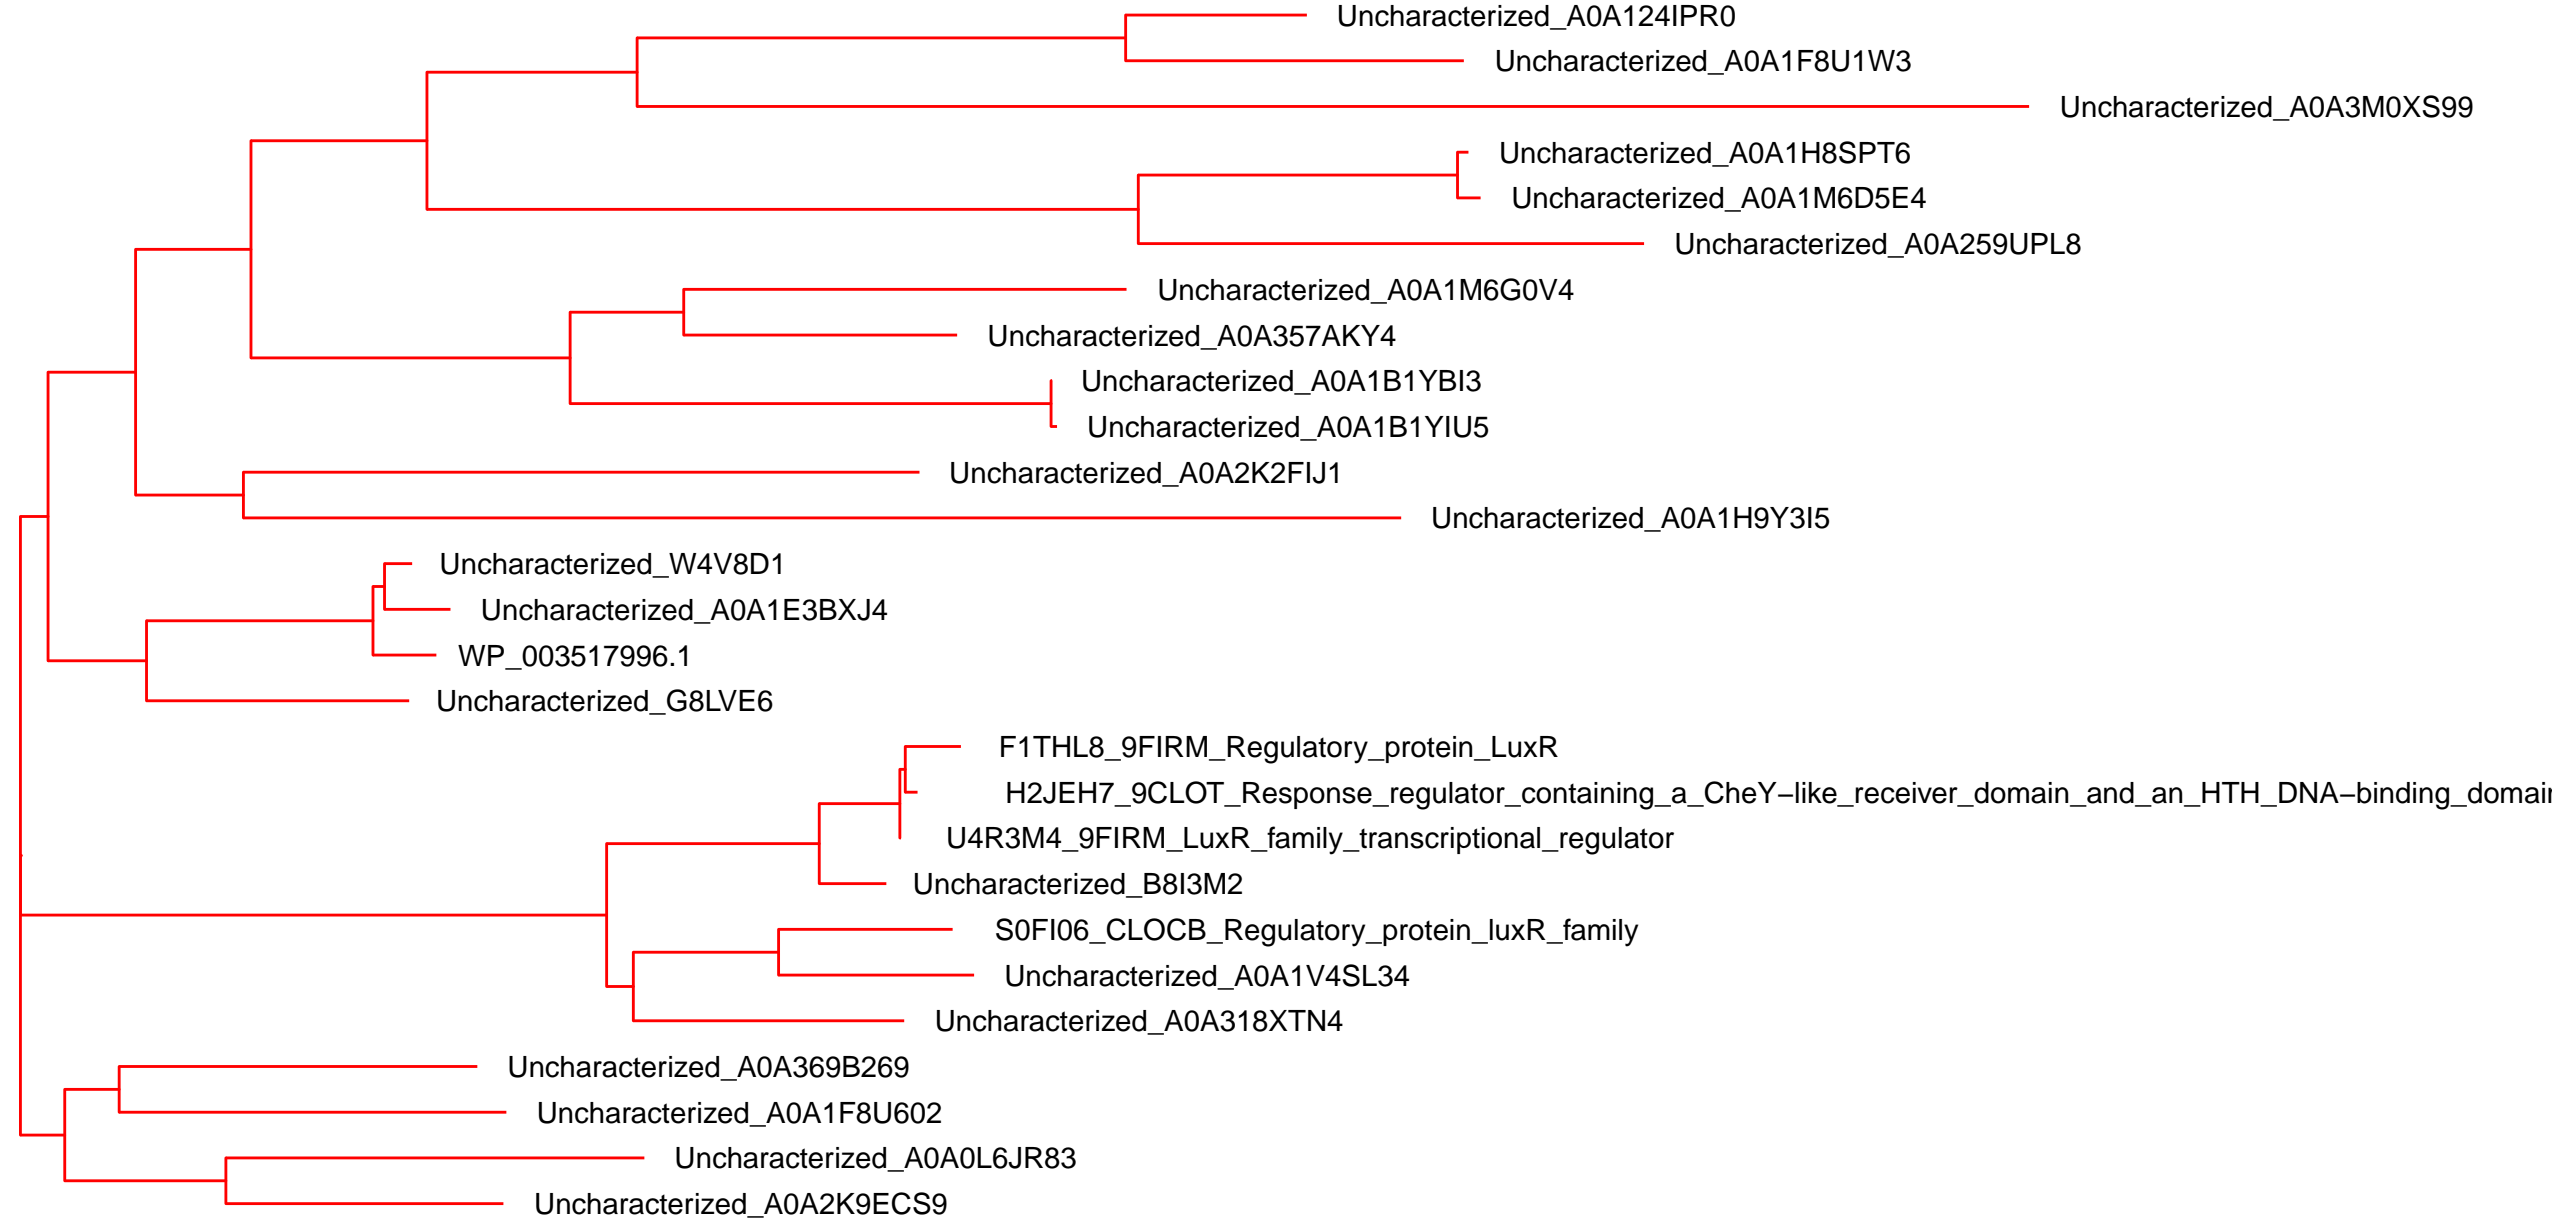 Uncharacterized_A0A124IPR0
Uncharacterized_A0A1F8U1W3
Uncharacterized_A0A3M0XS99
Uncharacterized_A0A1H8SPT6
Uncharacterized_A0A1M6D5E4
Uncharacterized_A0A259UPL8
Uncharacterized_A0A1M6G0V4
Uncharacterized_A0A357AKY4
Uncharacterized_A0A1B1YBI3
Uncharacterized_A0A1B1YIU5
Uncharacterized_A0A2K2FIJ1
Uncharacterized_A0A1H9Y3I5
Uncharacterized_W4V8D1
Uncharacterized_A0A1E3BXJ4
WP_003517996.1
Uncharacterized_G8LVE6
F1THL8_9FIRM_Regulatory_protein_LuxR
H2JEH7_9CLOT_Response_regulator_containing_a_CheY−like_receiver_domain_and_an_HTH_DNA−binding_domai
U4R3M4_9FIRM_LuxR_family_transcriptional_regulator
Uncharacterized_B8I3M2
S0FI06_CLOCB_Regulatory_protein_luxR_family
Uncharacterized_A0A1V4SL34
Uncharacterized_A0A318XTN4
Uncharacterized_A0A369B269
Uncharacterized_A0A1F8U602
Uncharacterized_A0A0L6JR83
Uncharacterized_A0A2K9ECS9